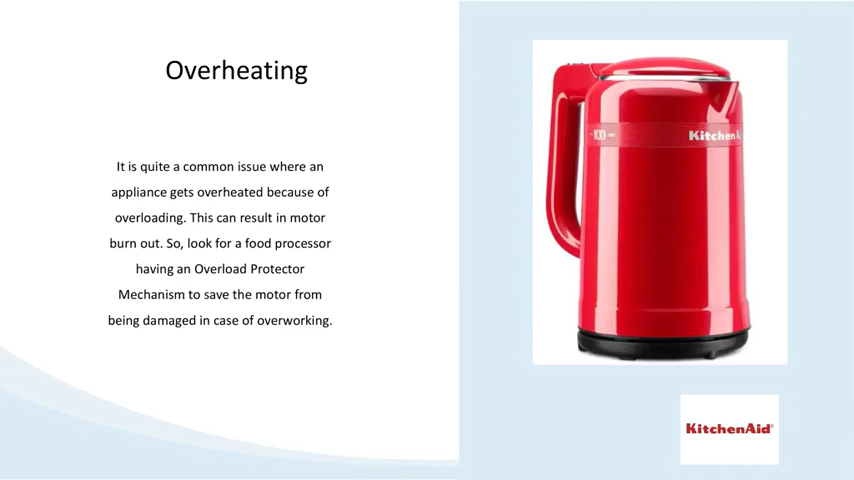 Overheating
It is quite a common issue where an
appliance gets overheated because of
overloading. This can result in motor
burn out. So, look for a food processor
having an Overload Protector
Mechanism to save the motor from
being damaged in case of overworking.
100
KitchenA
KitchenAid